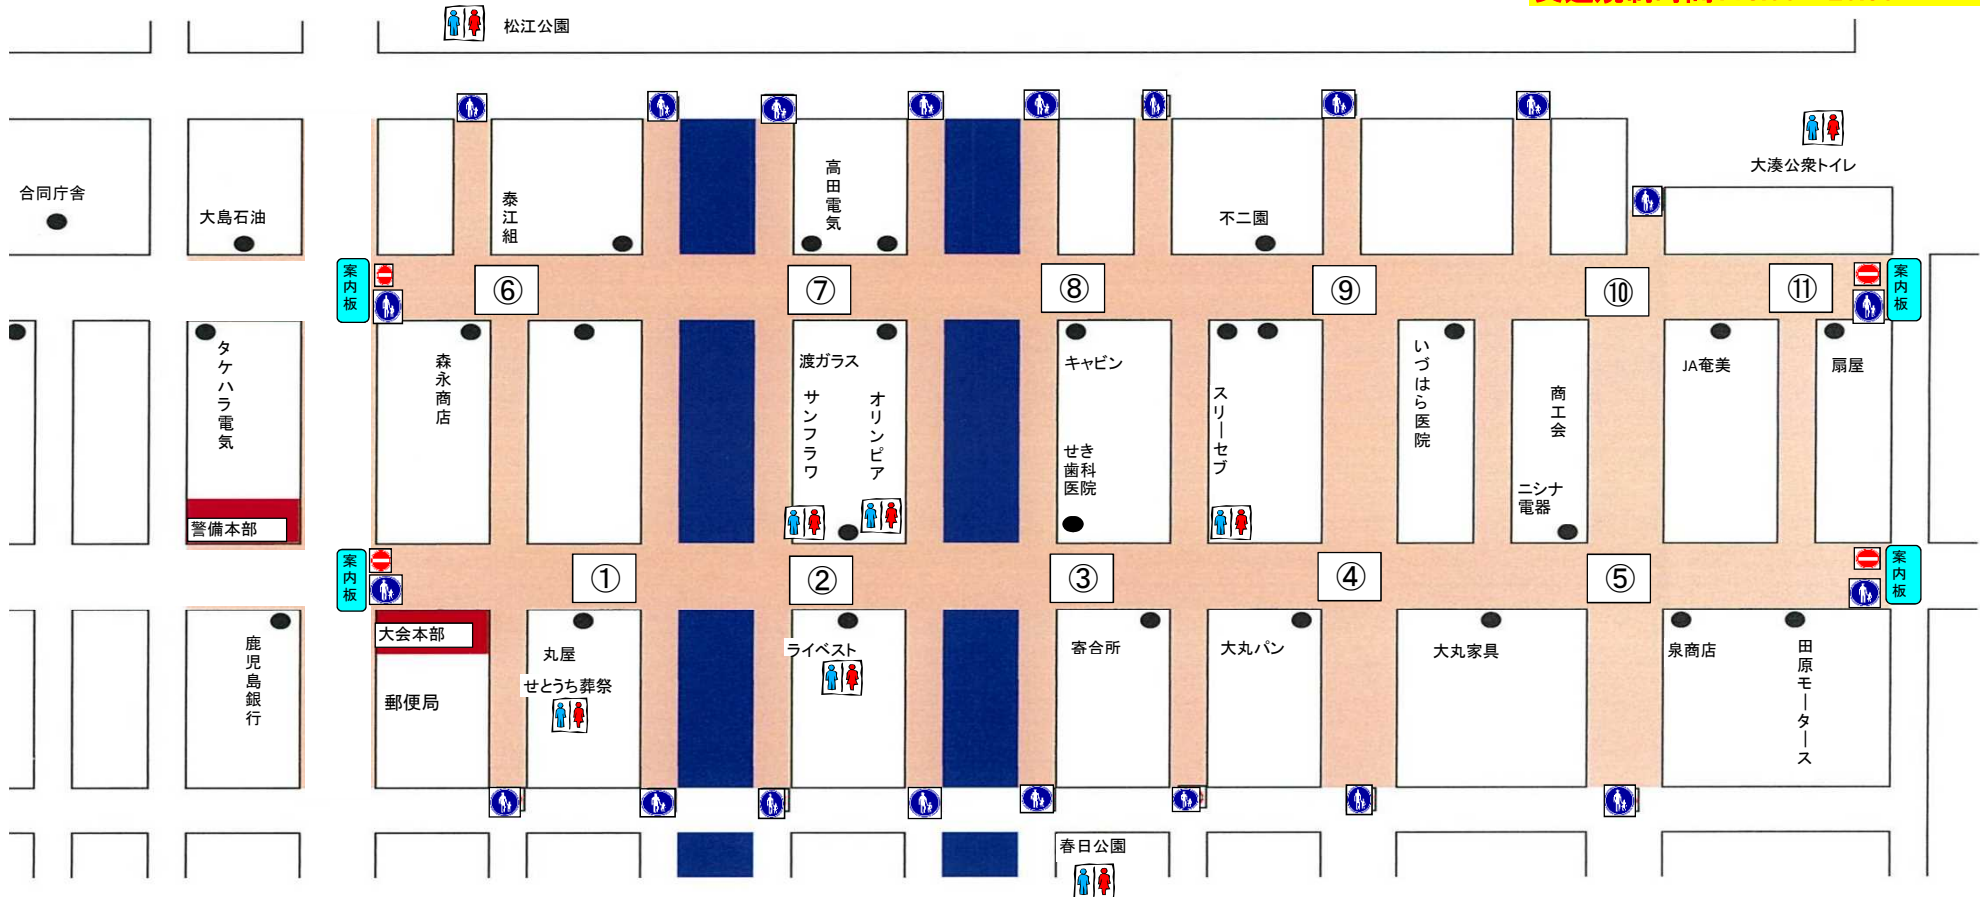 松江公園
大湊公衆トイレ
合同庁舎
大島石油
泰江組
高田電気
不二園
案内板
⑥
⑦
⑧
⑨
⑩
⑪
案内板
タケハラ電気
森永商店
渡ガラス
サンフラワ
オリンピア
キャビン
せき
歯科
医院
スリーセブ
いづはら医院
商工会
ニシナ
電器
JA奄美
扇屋
警備本部
案内板
①
②
③
④
⑤
案内板
鹿児島銀行
大会本部
郵便局
丸屋
せとうち葬祭
ライベスト
寄合所
大丸パン
大丸家具
泉商店
田原モータース
春日公園